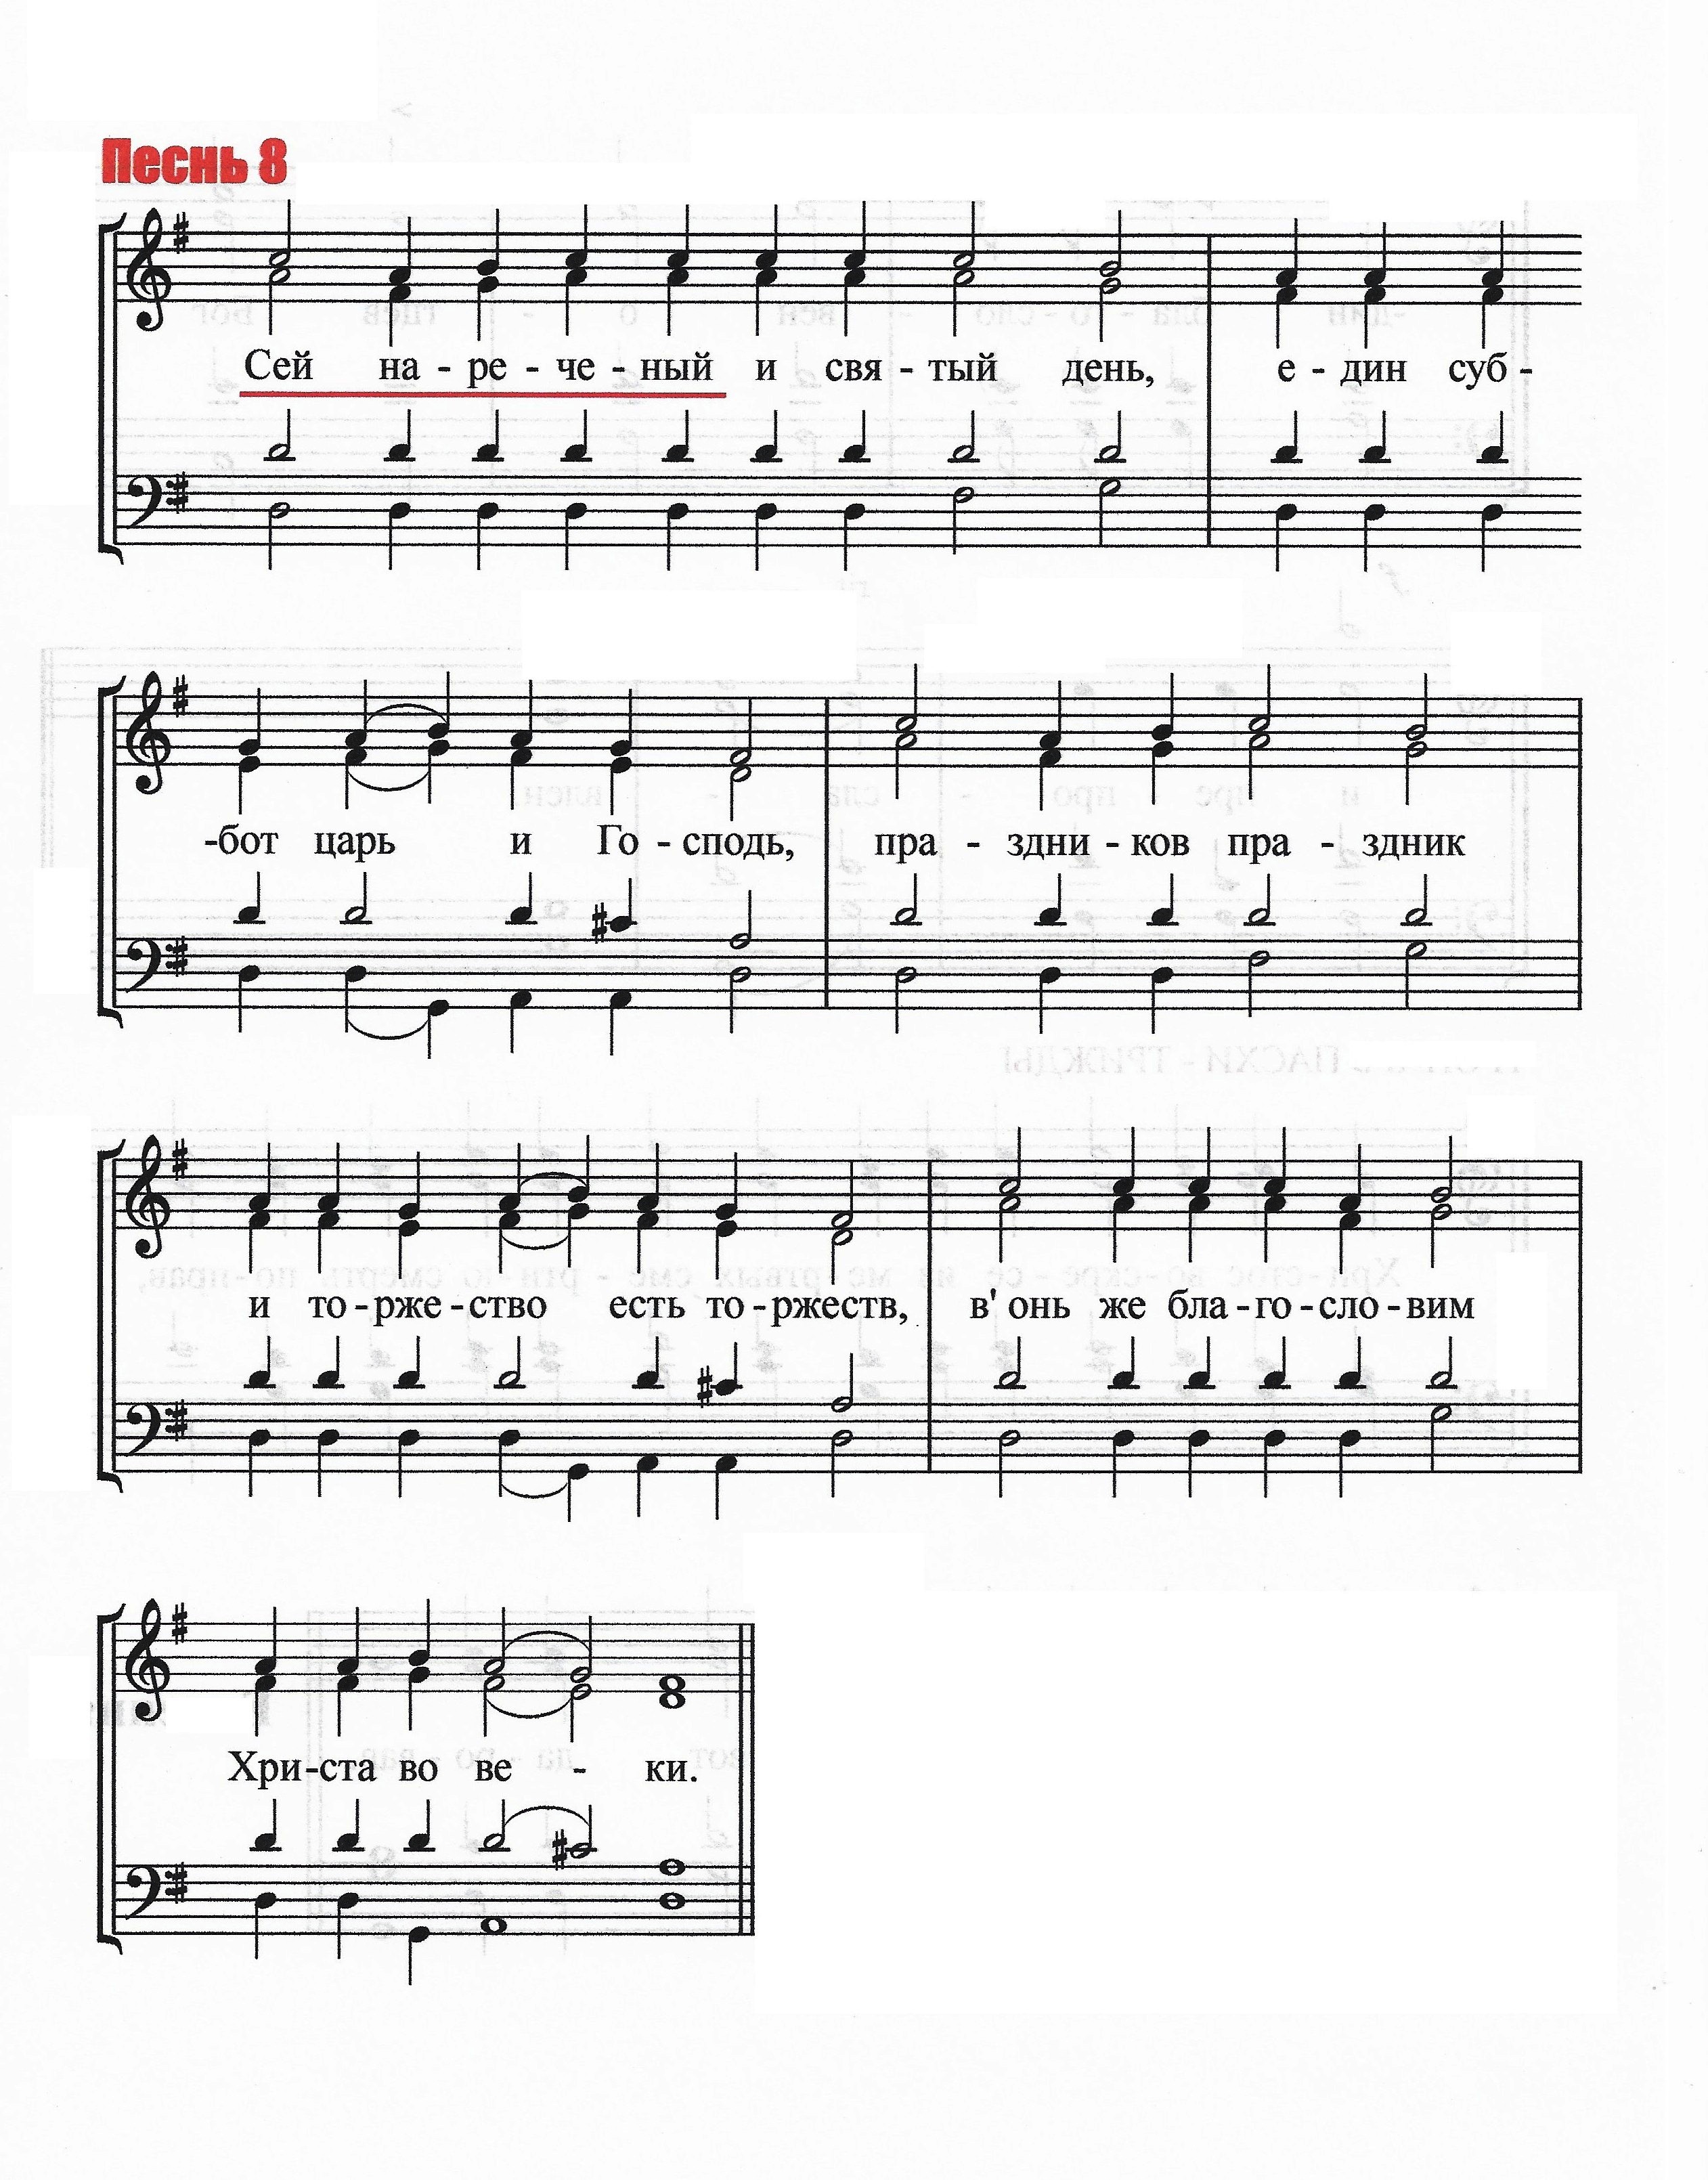 Песнь 8
Сей на - ре - че - ный и свя - тый день, е - дин суб -
-бот царь и Го - сподь, пра - здни - ков пра - здник
и то - рже - ство есть то - ржеств, в' онь же бла - го - сло - вим
Хри - ста во ве - ки.